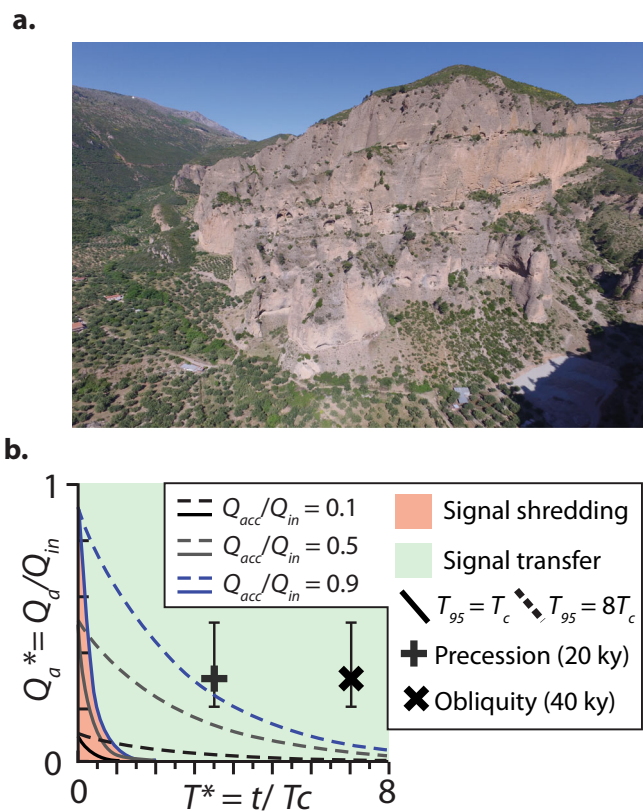 a.
b.
1
Q_a* = Q_a/Q_in
0
Q_acc/Q_in = 0.1
Q_acc/Q_in = 0.5
Q_acc/Q_in = 0.9
Signal shredding
Signal transfer
T_95 = T_c T_95 = 8T_c
Precession (20 ky)
Obliquity (40 ky)
0 8
T* = t/ Tc